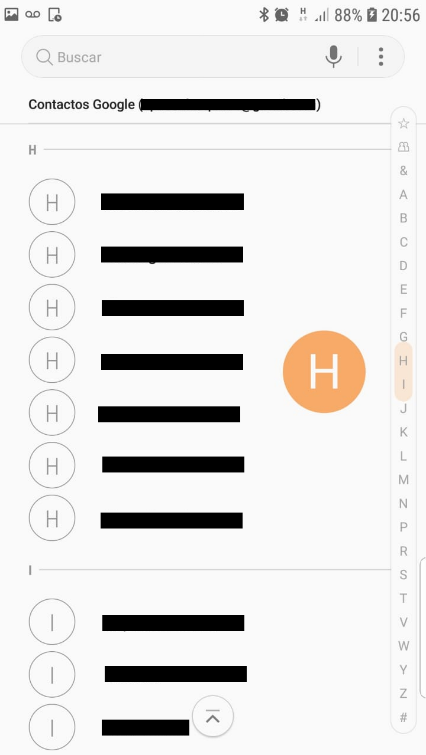 H 88% 20:56
Buscar
Contactos Google ( )
H
H
H
H
H
H
H
H
H
I
I
I
I
&
A
B
C
D
E
F
G
H
I
J
K
L
M
N
P
R
S
T
V
W
Y
Z
#